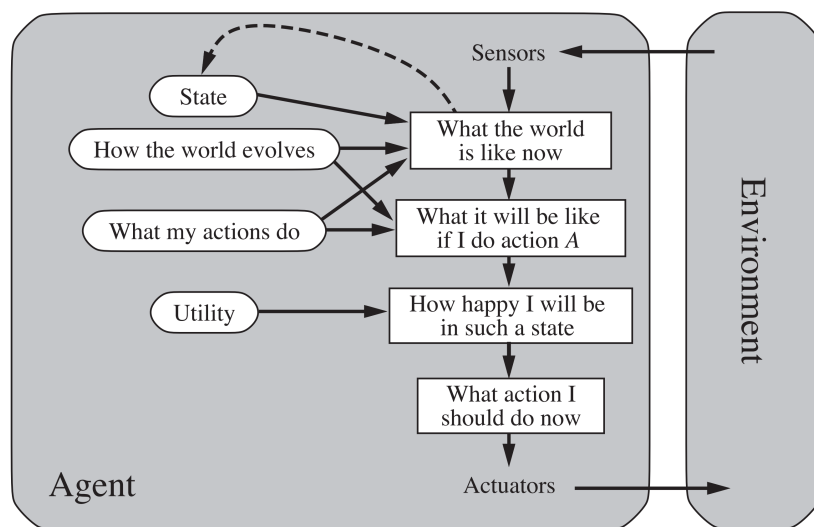 Sensors
State
What the world
is like now
How the world evolves
What it will be like
if I do action A
What my actions do
How happy I will be
in such a state
Utility
What action I
should do now
Agent
Actuators
Environment